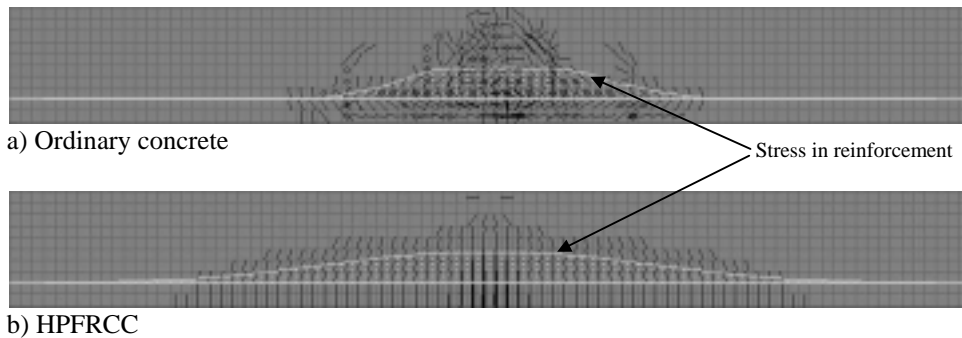 a) Ordinary concrete
Stress in reinforcement
b) HPFRCC